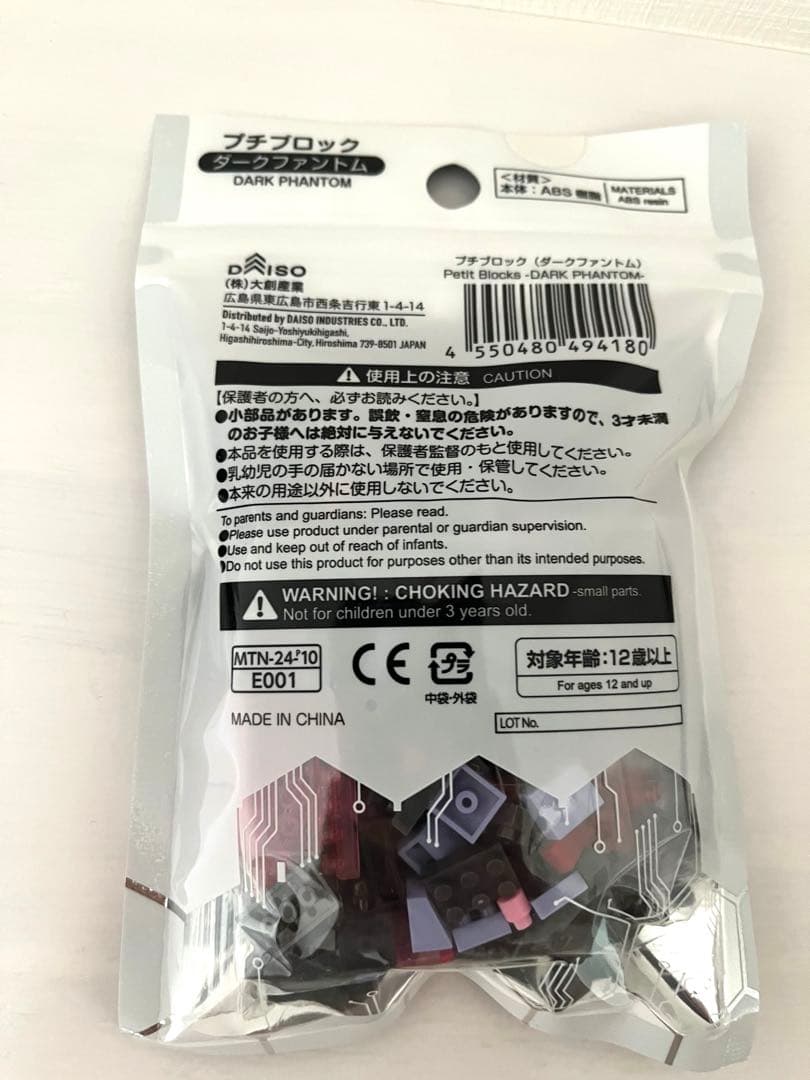 プチブロック
ダークファントム
DARK PHANTOM
<材質>
本体：ABS 樹脂
MATERIALS
ABS resin
DAISO
(株)大創産業
広島県東広島市西条吉行東1-4-14
Distributed by DAISO INDUSTRIES CO., LTD.
1-4-14 Saijo-Yoshiyukihigashi,
Higashihiroshima-City, Hiroshima 739-8501 JAPAN
プチブロック（ダークファントム）
Petit Blocks -DARK PHANTOM-
4 550480 494180
使用上の注意 CAUTION
【保護者の方へ、必ずお読みください。】
●小部品があります。誤飲・窒息の危険がありますので、3才未満
のお子様へは絶対に与えないでください。
●本品を使用する際は、保護者監督のもと使用してください。
●乳幼児の手の届かない場所で使用・保管してください。
●本来の用途以外に使用しないでください。
To parents and guardians: Please read.
●Please use product under parental or guardian supervision.
●Use and keep out of reach of infants.
●Do not use this product for purposes other than its intended purposes.
WARNING! : CHOKING HAZARD -small parts.
Not for children under 3 years old.
MTN-24-P10
E001
CE
プラ
中袋・外袋
対象年齢：12歳以上
For ages 12 and up
MADE IN CHINA
LOT No.